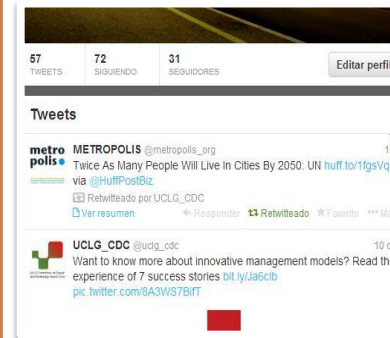 57 72 31
TWEETS SIGUIENDO SEGUIDORES Editar perfil
Tweets
metro polis METROPOLIS @metropolis_org
Twice As Many People Will Live In Cities By 2050: UN huff.to/1fgsVq
via @HuffPostBiz
Retwitteado por UCLG_CDC
Ver resumen Responder Retwitteado Favorito
UCLG_CDC @uclg_cdc 10 d
Want to know more about innovative management models? Read the
experience of 7 success stories bit.ly/Ja6clb
pic.twitter.com/8A3WS7BifT